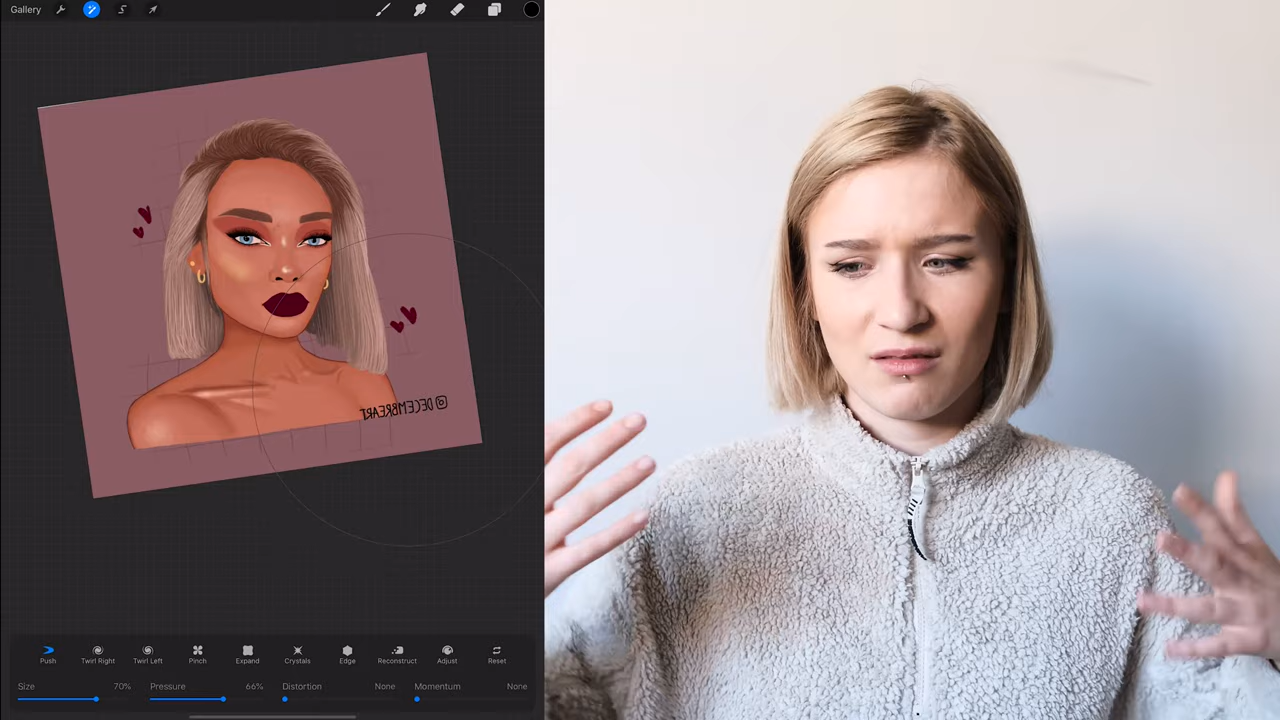 Gallery
@DECEMBREART
Push Twirl Right Twirl Left Pinch Expand Crystals Edge Reconstruct Adjust Reset
Size 70% Pressure 66% Distortion None Momentum None